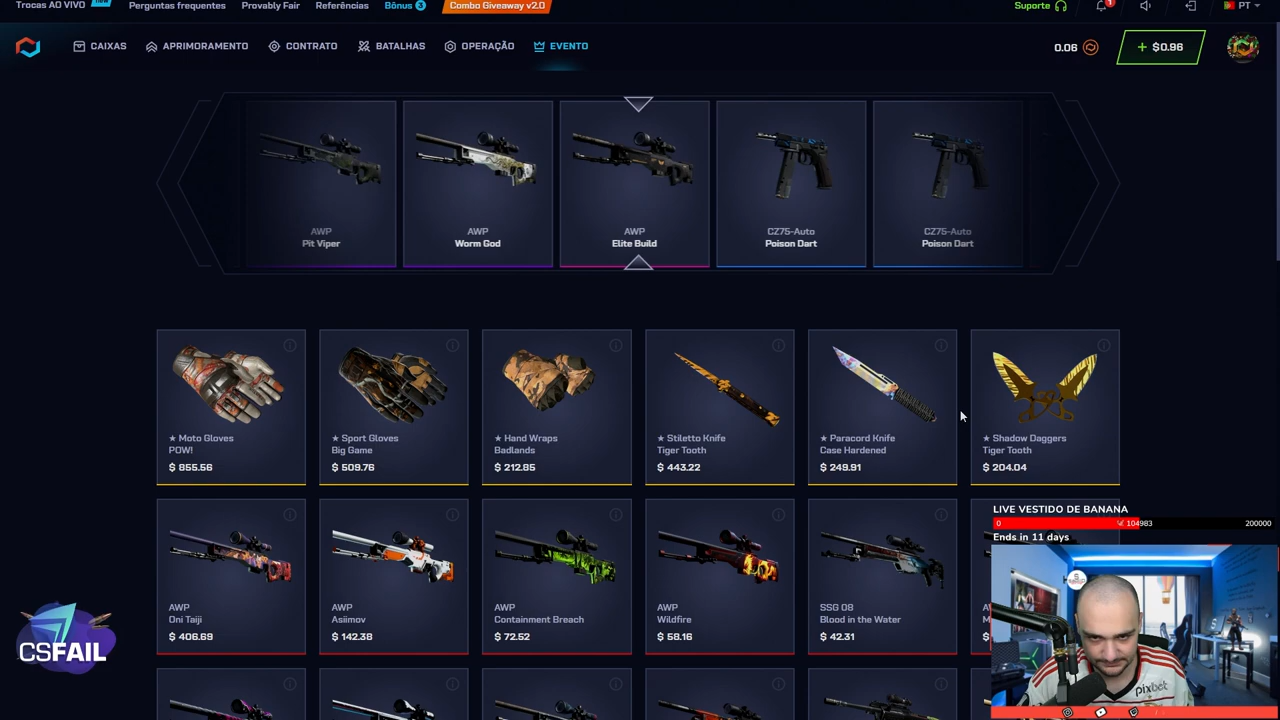 Trocas AO VIVO
Perguntas frequentes
Provably Fair
Referências
Bônus 3
Combo Giveaway v2.0
Suporte
1
PT
CAIXAS
APRIMORAMENTO
CONTRATO
BATALHAS
OPERAÇÃO
EVENTO
0.06
+ $0.96
AWP
Pit Viper
AWP
Worm God
AWP
Elite Build
CZ75-Auto
Poison Dart
CZ75-Auto
Poison Dart
★ Moto Gloves
POW!
$ 855.56
★ Sport Gloves
Big Game
$ 509.76
★ Hand Wraps
Badlands
$ 212.85
★ Stiletto Knife
Tiger Tooth
$ 443.22
★ Paracord Knife
Case Hardened
$ 249.91
★ Shadow Daggers
Tiger Tooth
$ 204.04
AWP
Oni Taiji
$ 406.69
AWP
Asiimov
$ 142.38
AWP
Containment Breach
$ 72.52
AWP
Wildfire
$ 58.16
SSG 08
Blood in the Water
$ 42.31
LIVE VESTIDO DE BANANA
0
104983
200000
Ends in 11 days
pixbet
CSFAIL